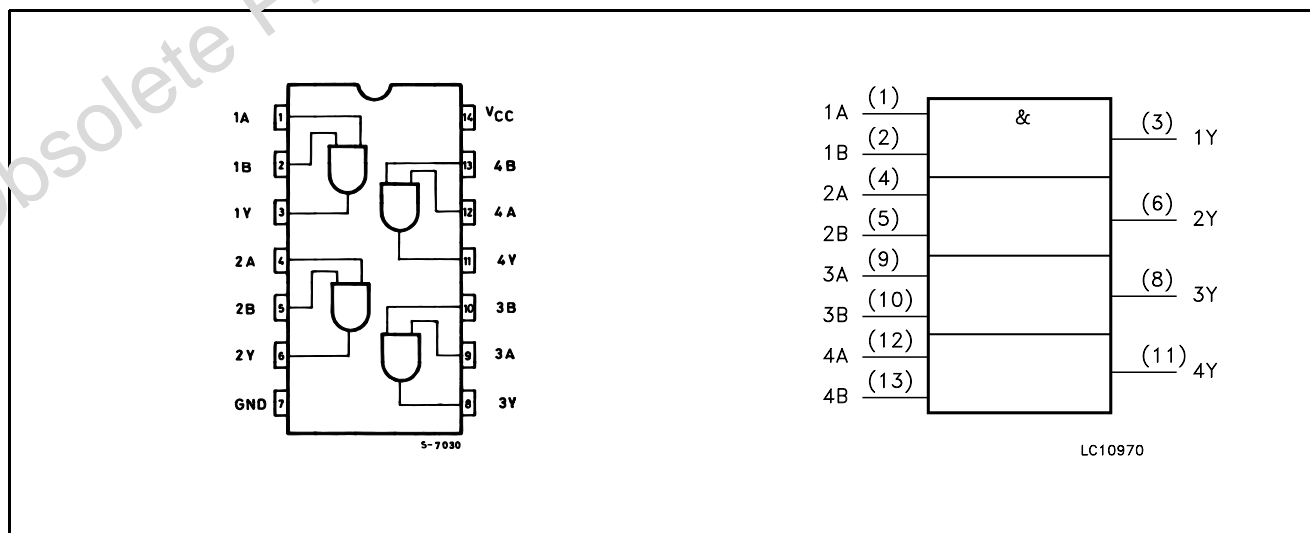 obsolete
1A 1 14 VCC
1B 2 13 4B
1Y 3 12 4A
2A 4 11 4Y
2B 5 10 3B
2Y 6 9 3A
GND 7 8 3Y
S-7030
1A (1)
1B (2)
2A (4)
2B (5)
3A (9)
3B (10)
4A (12)
4B (13)
&
(3) 1Y
(6) 2Y
(8) 3Y
(11) 4Y
LC10970